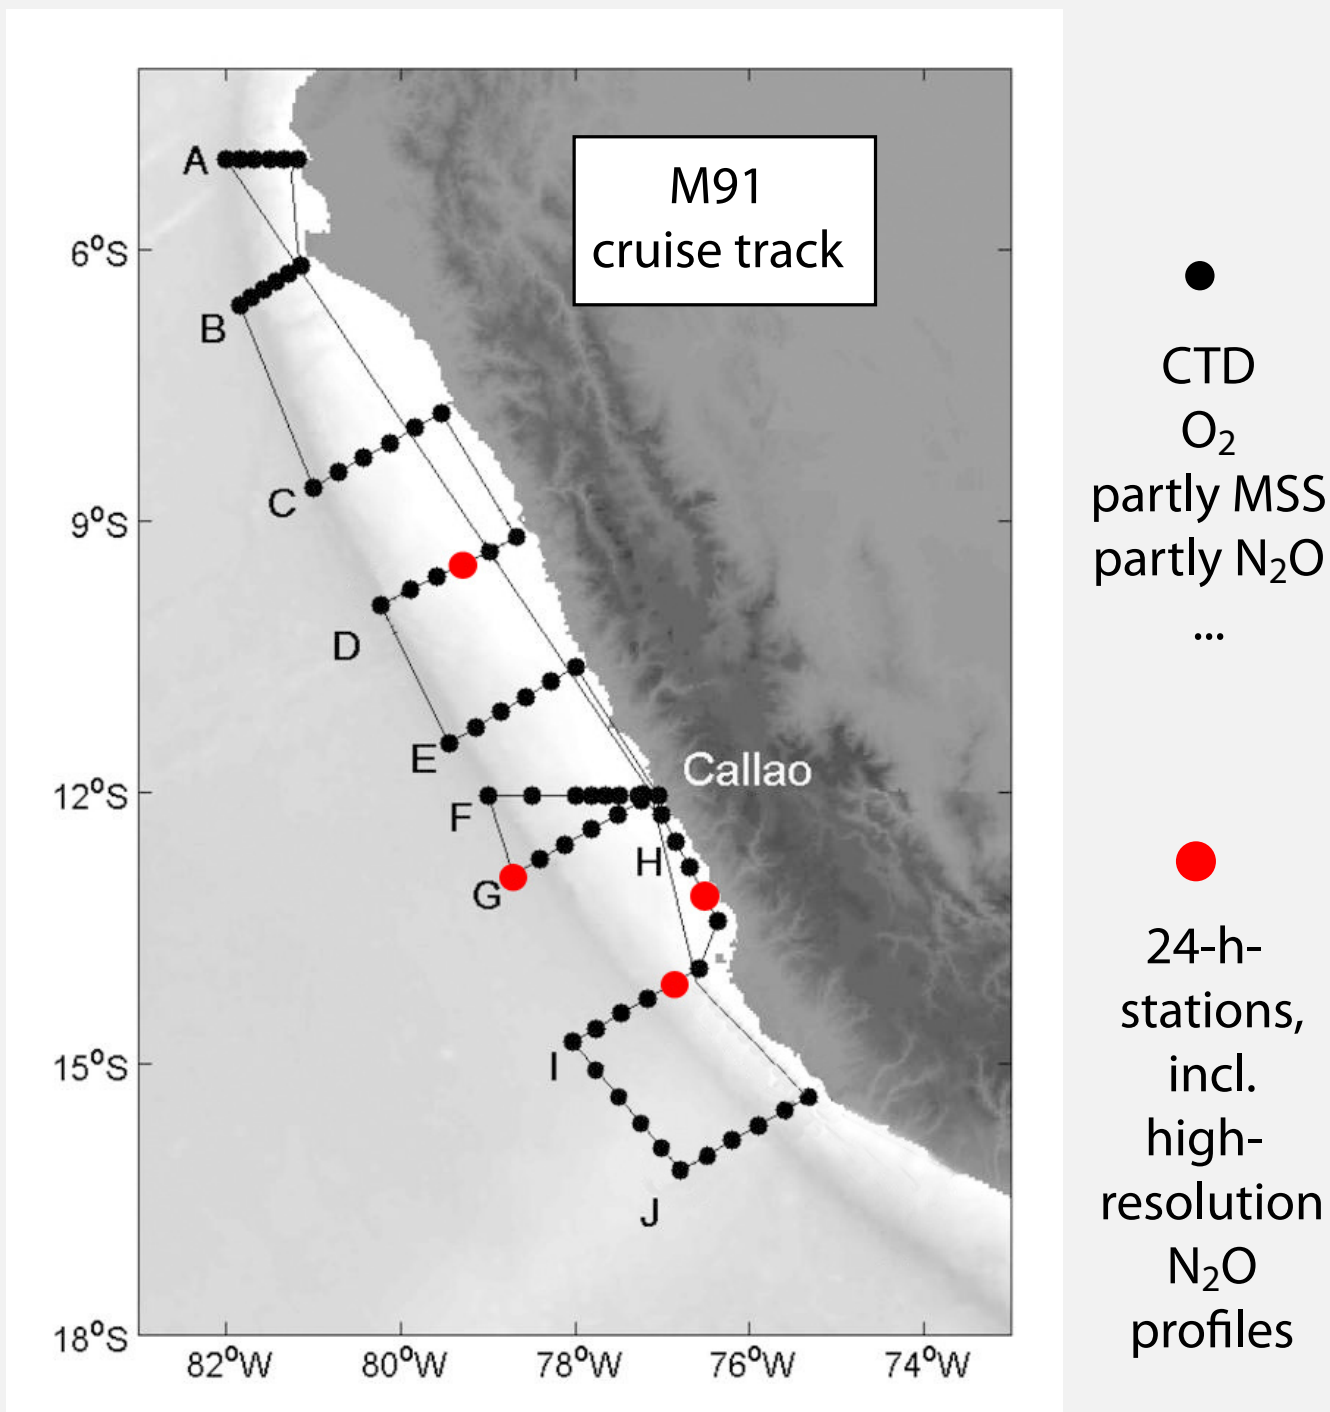 M91
cruise track
A
6°S
B
C
9°S
D
E
Callao
12°S
F
H
G
15°S
I
J
18°S
82°W 80°W 78°W 76°W 74°W
CTD
O₂
partly MSS
partly N₂O
...
24-h-
stations,
incl.
high-
resolution
N₂O
profiles